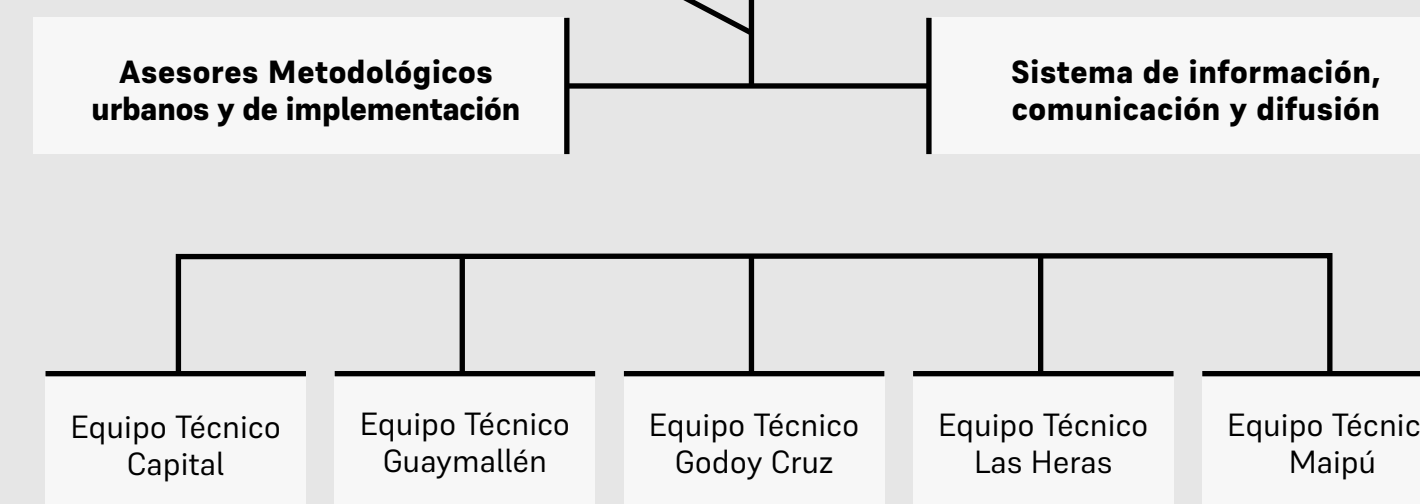 Asesores Metodológicos
urbanos y de implementación
Sistema de información,
comunicación y difusión
Equipo Técnico
Capital
Equipo Técnico
Guaymallén
Equipo Técnico
Godoy Cruz
Equipo Técnico
Las Heras
Equipo Técnic
Maipú